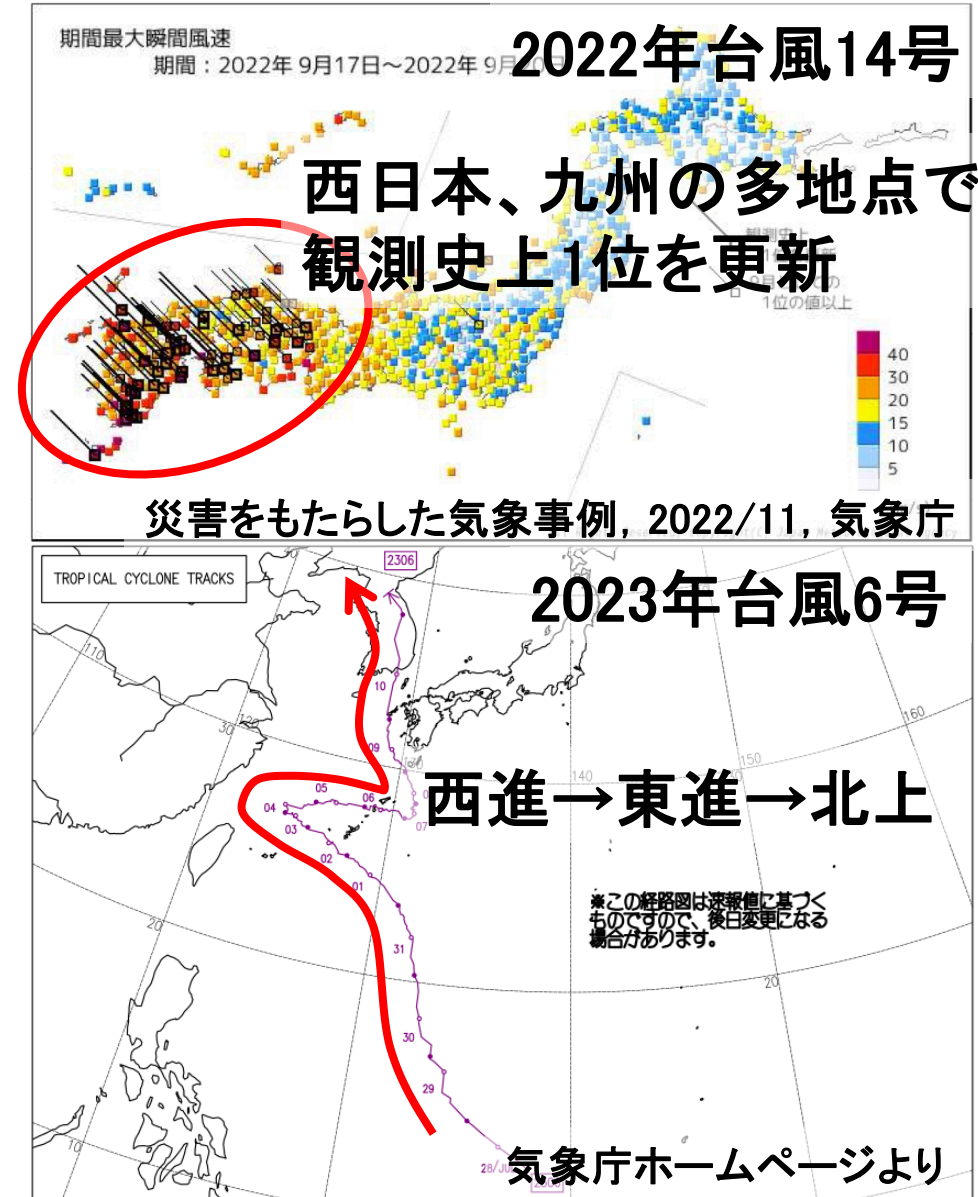 期間最大瞬間風速
期間：2022年 9月17日～2022年 9月
2022年台風14号
西日本、九州の多地点で
観測史上1位を更新
観測史上
1位の値以上
40
30
20
15
10
5
災害をもたらした気象事例, 2022/11, 気象庁
TROPICAL CYCLONE TRACKS
2306
2023年台風6号
110
120
30
10
09
160
150
140
05
04
06
03
07
02
01
西進→東進→北上
※この経路図は速報値に基づく
ものですので、後日変更になる
場合があります。
20
31
20
30
29
10
28/
気象庁ホームページより